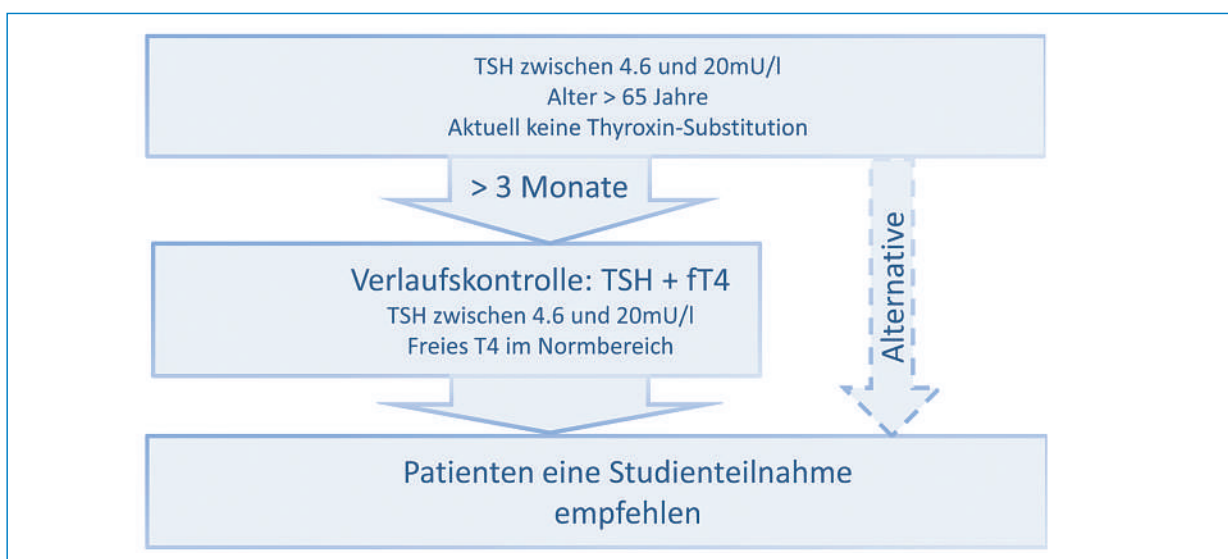 TSH zwischen 4.6 und 20mU/l
Alter > 65 Jahre
Aktuell keine Thyroxin-Substitution
> 3 Monate
Alternative
Verlaufskontrolle: TSH + fT4
TSH zwischen 4.6 und 20mU/l
Freies T4 im Normbereich
Patienten eine Studienteilnahme
empfehlen